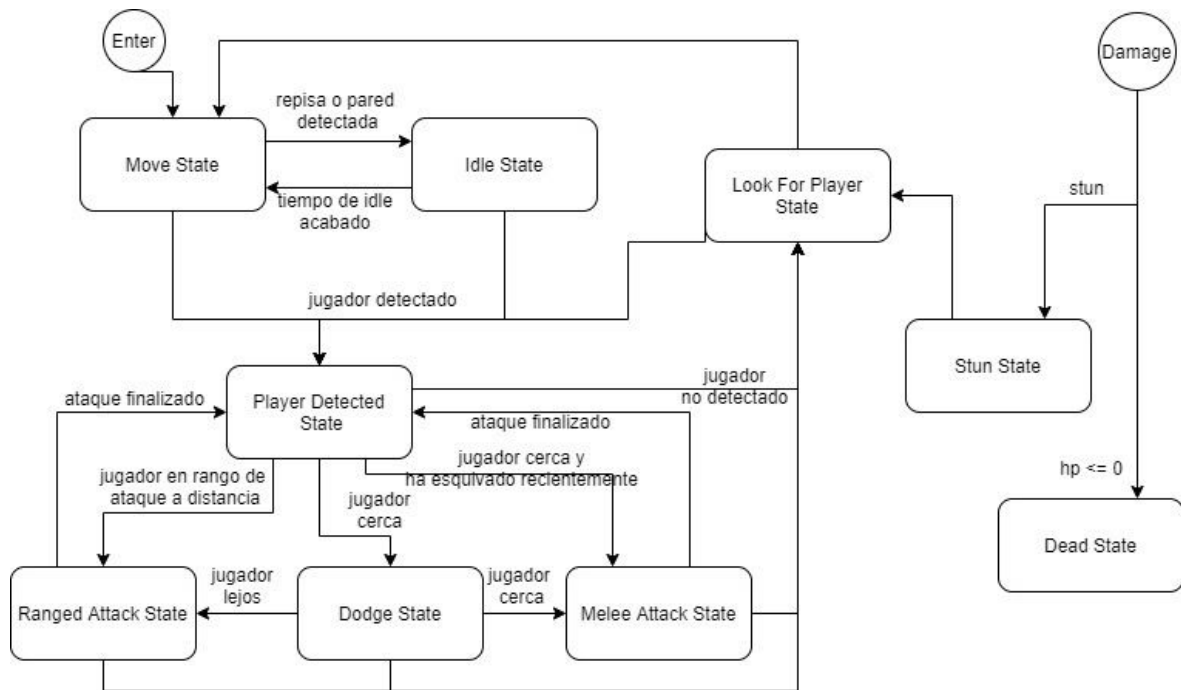 Enter
Damage
repisa o pared
detectada
Move State
Idle State
tiempo de idle
acabado
Look For Player
State
stun
jugador detectado
Stun State
ataque finalizado
Player Detected
State
jugador
no detectado
ataque finalizado
jugador en rango de
ataque a distancia
jugador cerca y
ha esquivado recientemente
jugador
cerca
hp <= 0
Dead State
Ranged Attack State
jugador
lejos
Dodge State
jugador
cerca
Melee Attack State